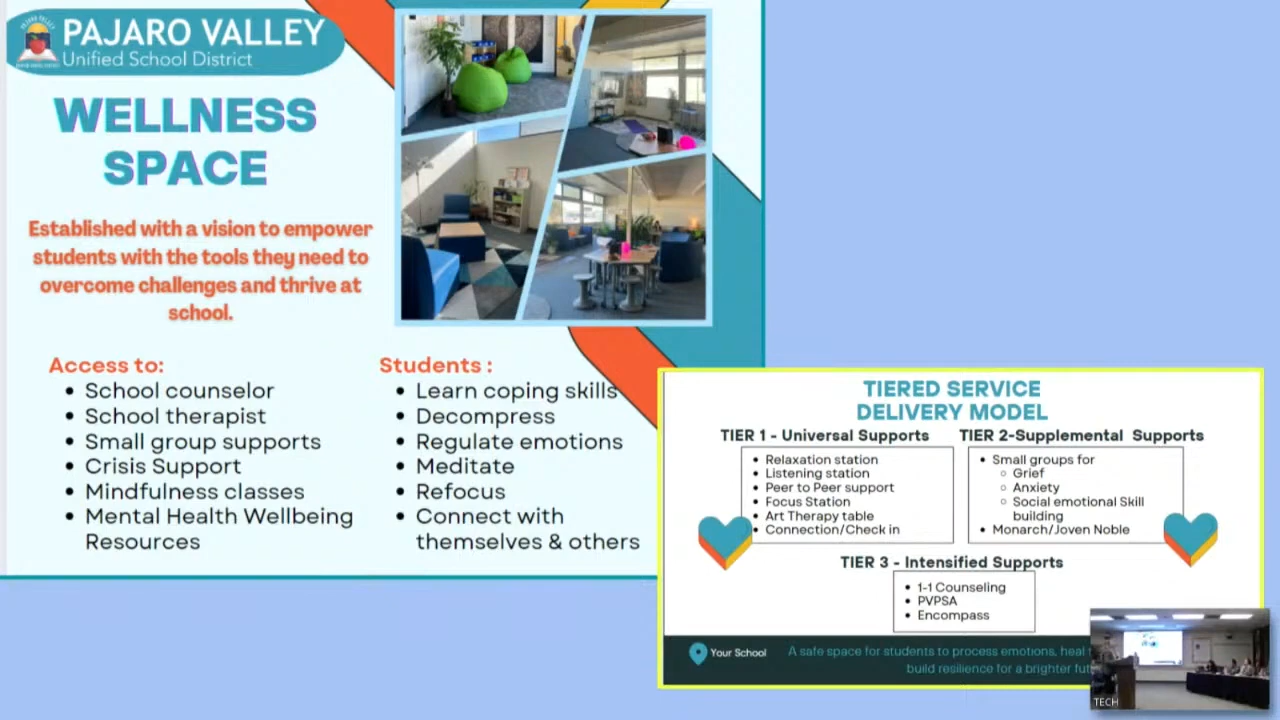 PAJARO VALLEY
Unified School District
WELLNESS
SPACE
Established with a vision to empower
students with the tools they need to
overcome challenges and thrive at
school.
Access to:
• School counselor
• School therapist
• Small group supports
• Crisis Support
• Mindfulness classes
• Mental Health Wellbeing
Resources
Students :
• Learn coping skills
• Decompress
• Regulate emotions
• Meditate
• Refocus
• Connect with
themselves & others
TIERED SERVICE
DELIVERY MODEL
TIER 1 - Universal Supports
• Relaxation station
• Listening station
• Peer to Peer support
• Focus Station
• Art Therapy table
• Connection/Check in
TIER 2-Supplemental Supports
• Small groups for
○ Grief
○ Anxiety
○ Social emotional Skill
building
• Monarch/Joven Noble
TIER 3 - Intensified Supports
• 1-1 Counseling
• PVPSA
• Encompass
Your School
A safe space for students to process emotions, heal
build resilience for a brighter
TECH